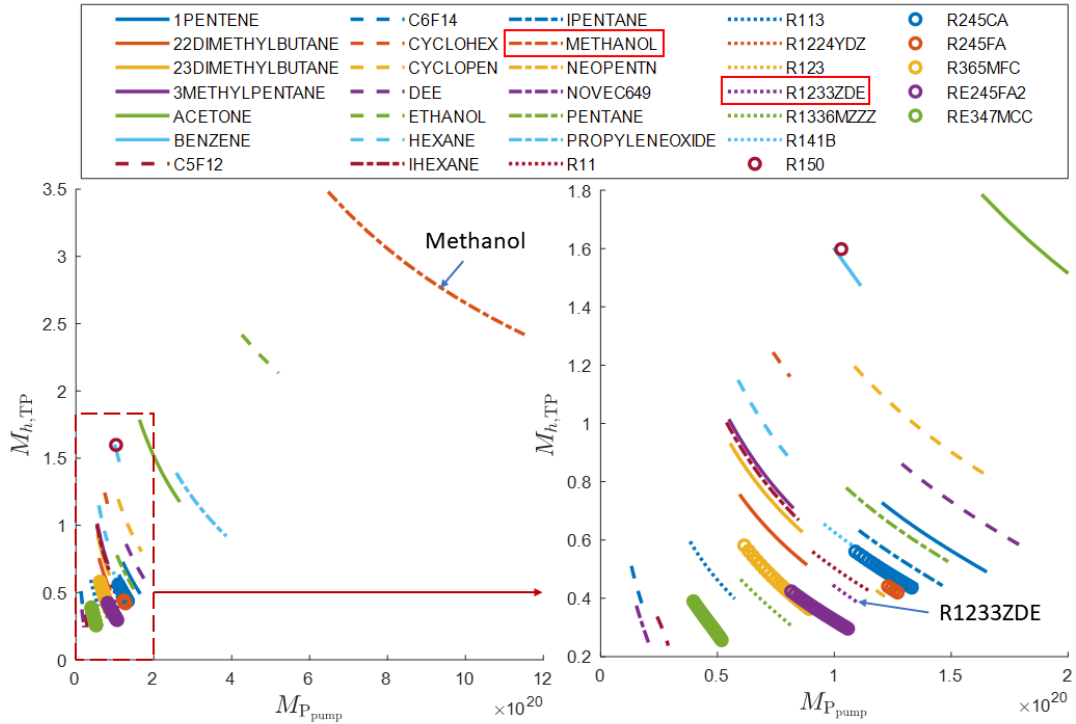 1PENTENE C6F14 IPENTANE R113 R245CA
22DIMETHYLBUTANE CYCLOHEX METHANOL R1224YDZ R245FA
23DIMETHYLBUTANE CYCLOPEN NEOPENTN R123 R365MFC
3METHYLPENTANE DEE NOVEC649 R1233ZDE RE245FA2
ACETONE ETHANOL PENTANE R1336MZZZ RE347MCC
BENZENE HEXANE PROPYLENEOXIDE R141B
C5F12 IHEXANE R11 R150
3.5
3
2.5
2
1.5
1
0.5
0
M_{h,TP}
Methanol
0 2 4 6 8 10 12
M_{P_{pump}}
×10^{20}
1.8
1.6
1.4
1.2
1
0.8
0.6
0.4
0.2
M_{h,TP}
R1233ZDE
0 0.5 1 1.5 2
M_{P_{pump}}
×10^{20}